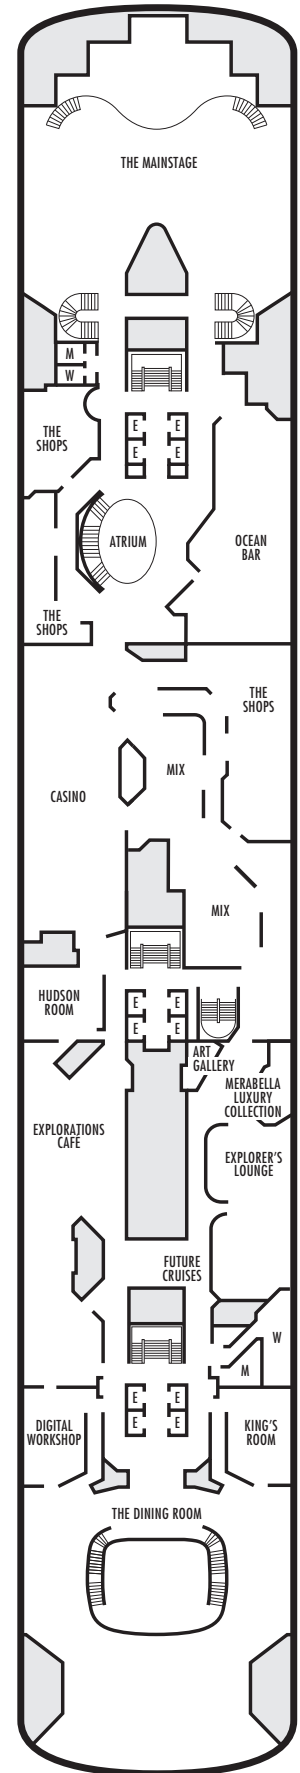 THE MAINSTAGE
M
W
E E
E E
THE
SHOPS
ATRIUM
OCEAN
BAR
THE
SHOPS
THE
SHOPS
MIX
CASINO
MIX
E E
E E
HUDSON
ROOM
ART
GALLERY
MERABELLA
LUXURY
COLLECTION
EXPLORATIONS
CAFÉ
EXPLORER'S
LOUNGE
FUTURE
CRUISES
W
M
E E
E E
DIGITAL
WORKSHOP
KING'S
ROOM
THE DINING ROOM